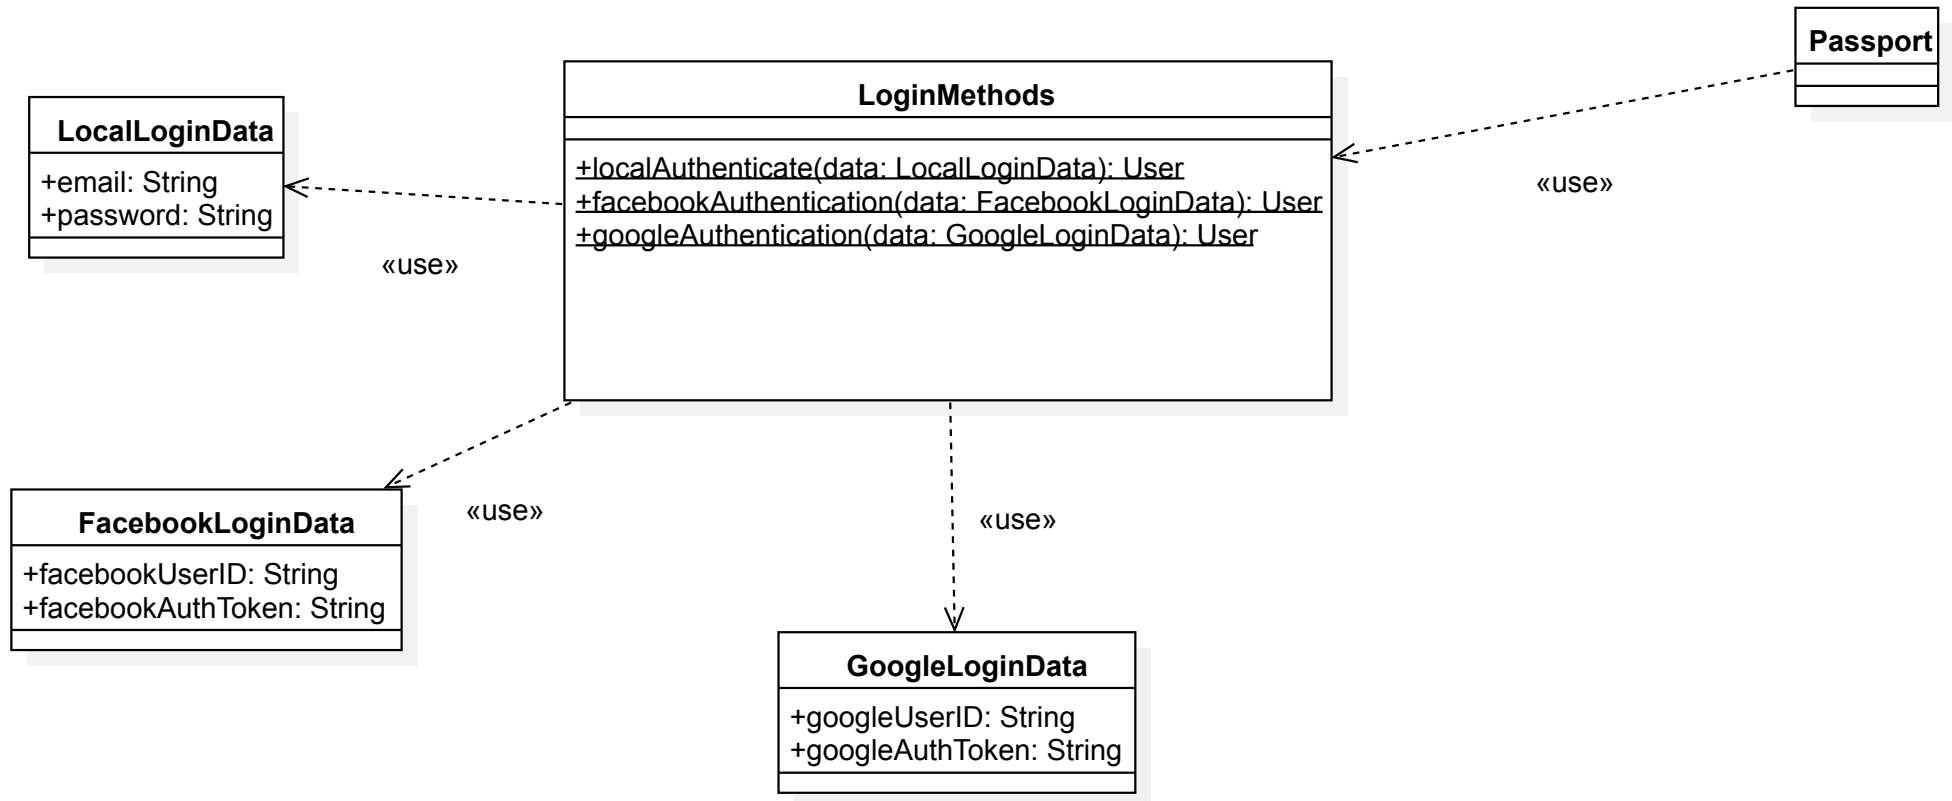 Passport
LoginMethods
LocalLoginData
+email: String
+password: String
+localAuthenticate(data: LocalLoginData): User
+facebookAuthentication(data: FacebookLoginData): User
+googleAuthentication(data: GoogleLoginData): User
«use»
«use»
FacebookLoginData
+facebookUserID: String
+facebookAuthToken: String
«use»
«use»
GoogleLoginData
+googleUserID: String
+googleAuthToken: String